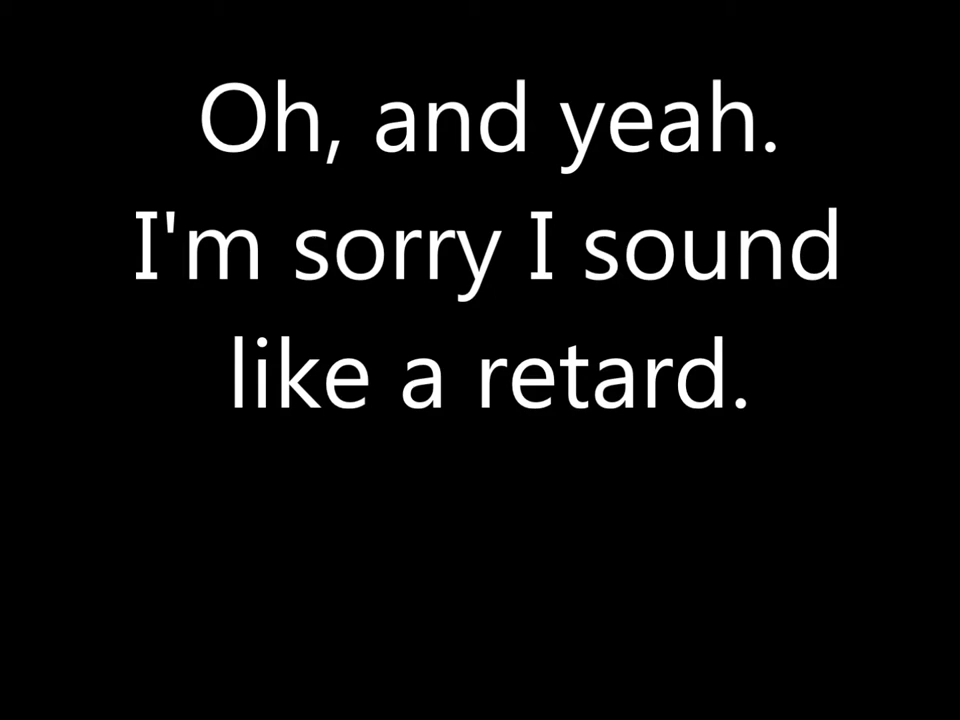 Oh, and yeah.
I'm sorry I sound
like a retard.